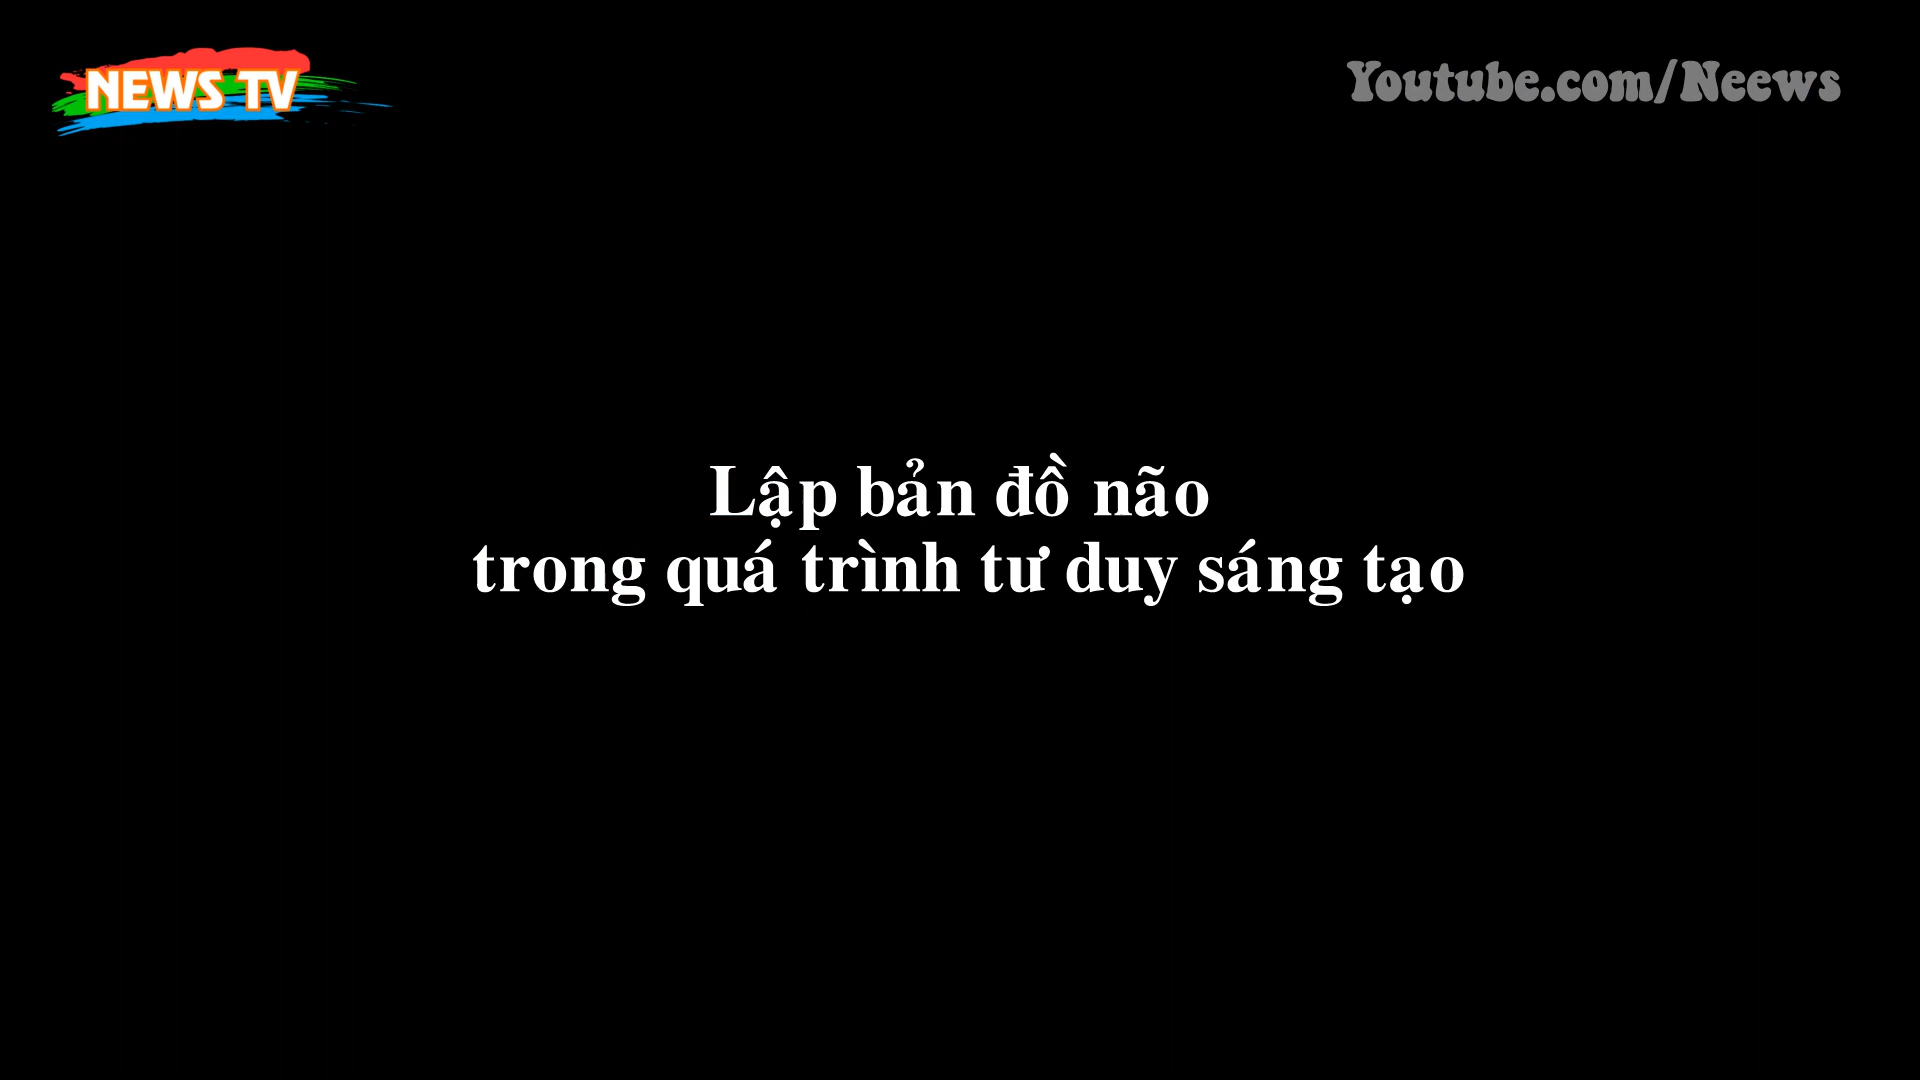 NEWS TV
Youtube.com/Neews
Lập bản đồ não
trong quá trình tư duy sáng tạo